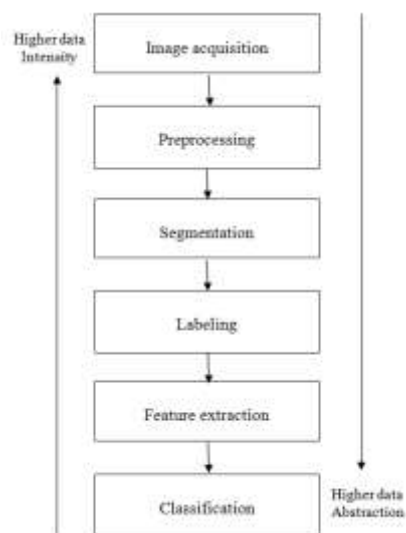 Higher data
Intensity
Image acquisition
Preprocessing
Segmentation
Labeling
Feature extraction
Classification
Higher data
Abstraction